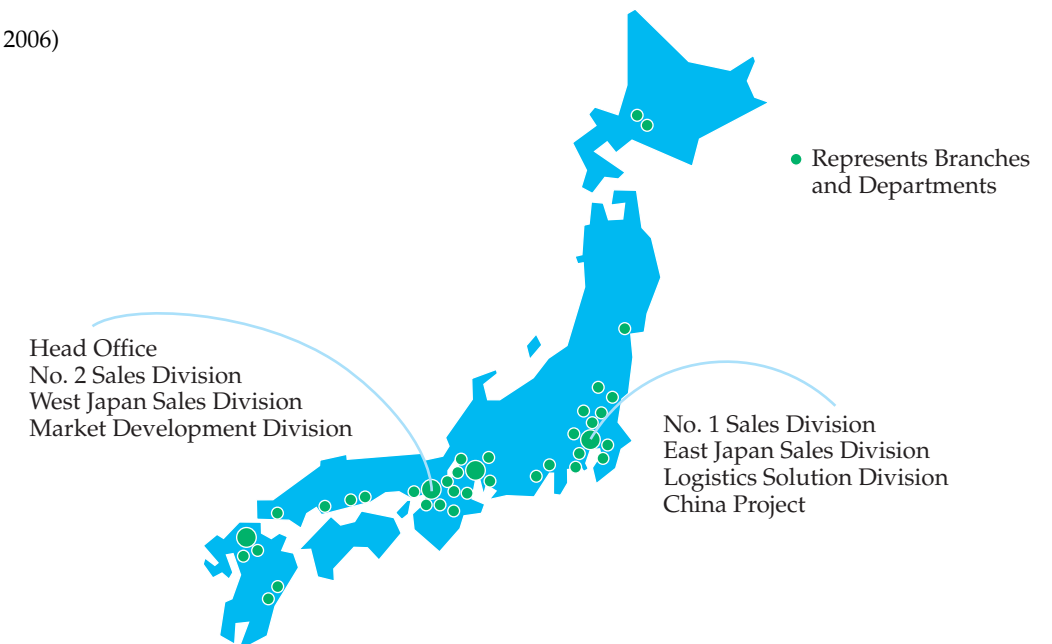 2006)
Represents Branches
and Departments
Head Office
No. 2 Sales Division
West Japan Sales Division
Market Development Division
No. 1 Sales Division
East Japan Sales Division
Logistics Solution Division
China Project